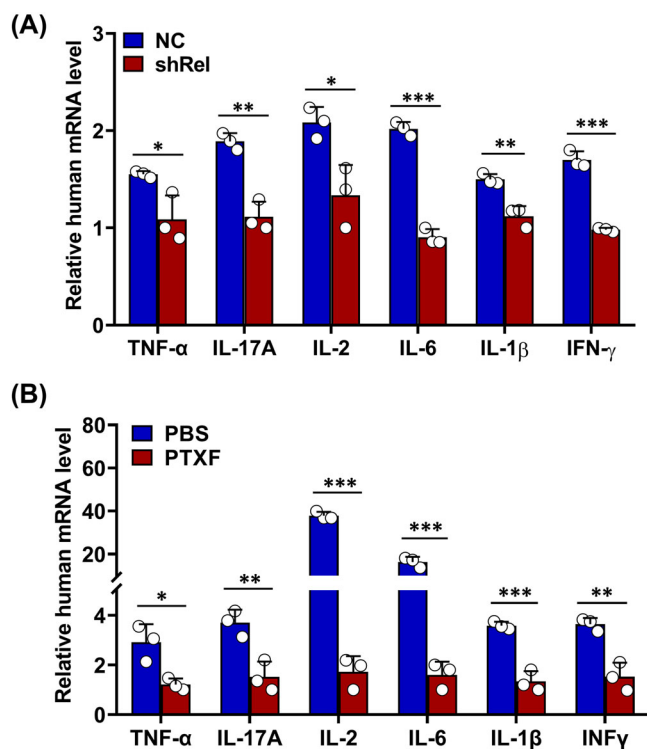 (A)
NC
shRel
Relative human mRNA level
3
2
1
0
* ** * *** ** ***
TNF-α IL-17A IL-2 IL-6 IL-1β IFN-γ
(B)
PBS
PTXF
Relative human mRNA level
80
60
40
20
4
2
0
* ** *** *** *** **
TNF-α IL-17A IL-2 IL-6 IL-1β INFγ